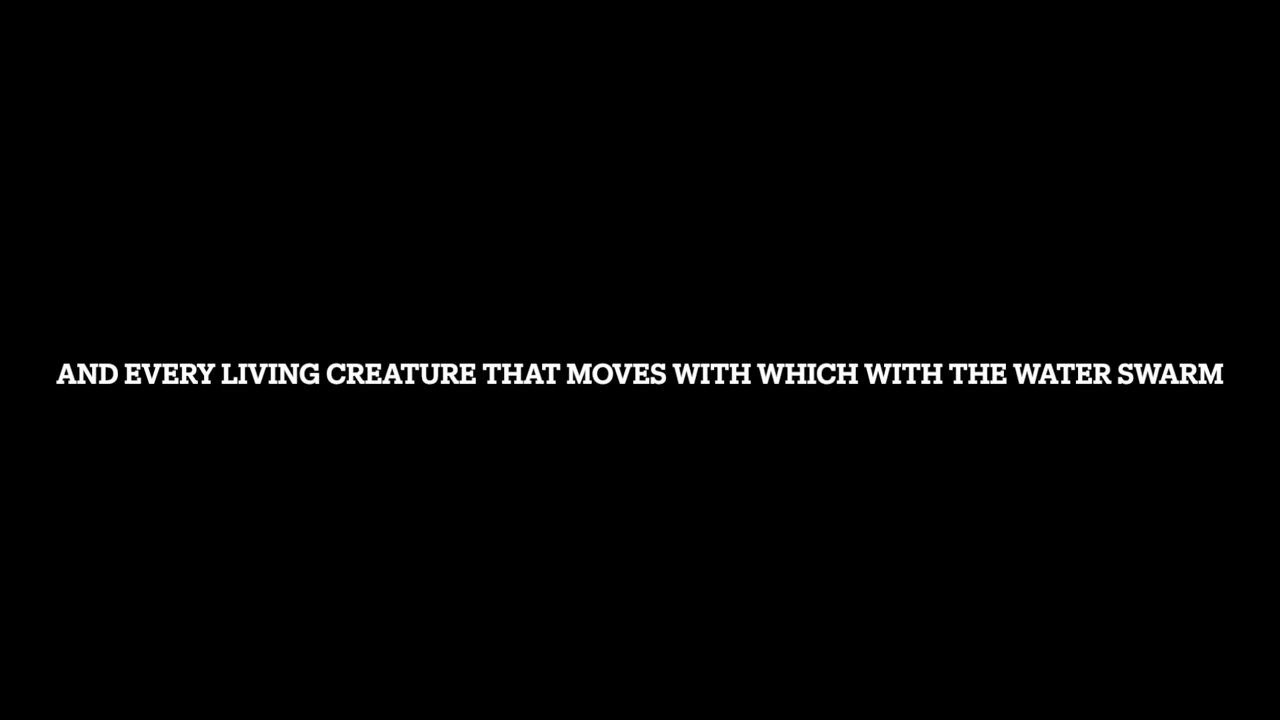 AND EVERY LIVING CREATURE THAT MOVES WITH WHICH WITH THE WATER SWARM